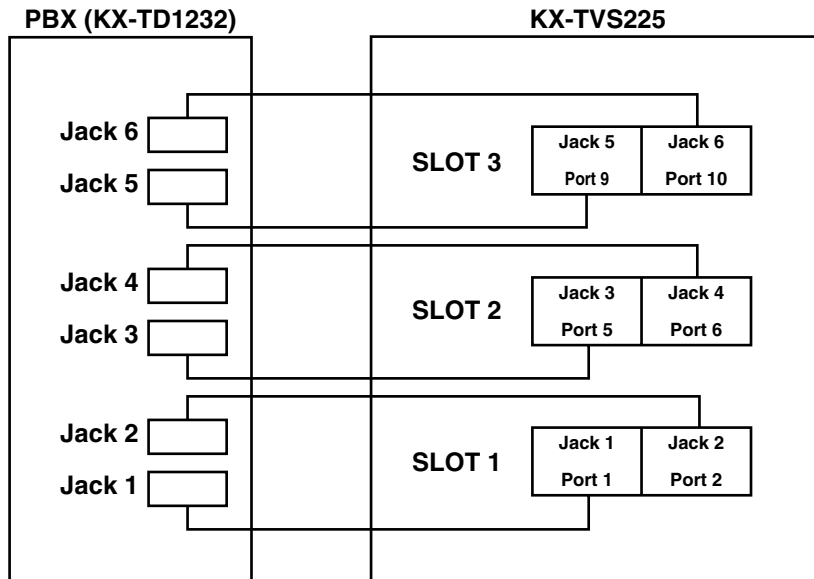 PBX (KX-TD1232)
KX-TVS225
Jack 6
Jack 5
SLOT 3
Jack 5
Port 9
Jack 6
Port 10
Jack 4
Jack 3
SLOT 2
Jack 3
Port 5
Jack 4
Port 6
Jack 2
Jack 1
SLOT 1
Jack 1
Port 1
Jack 2
Port 2